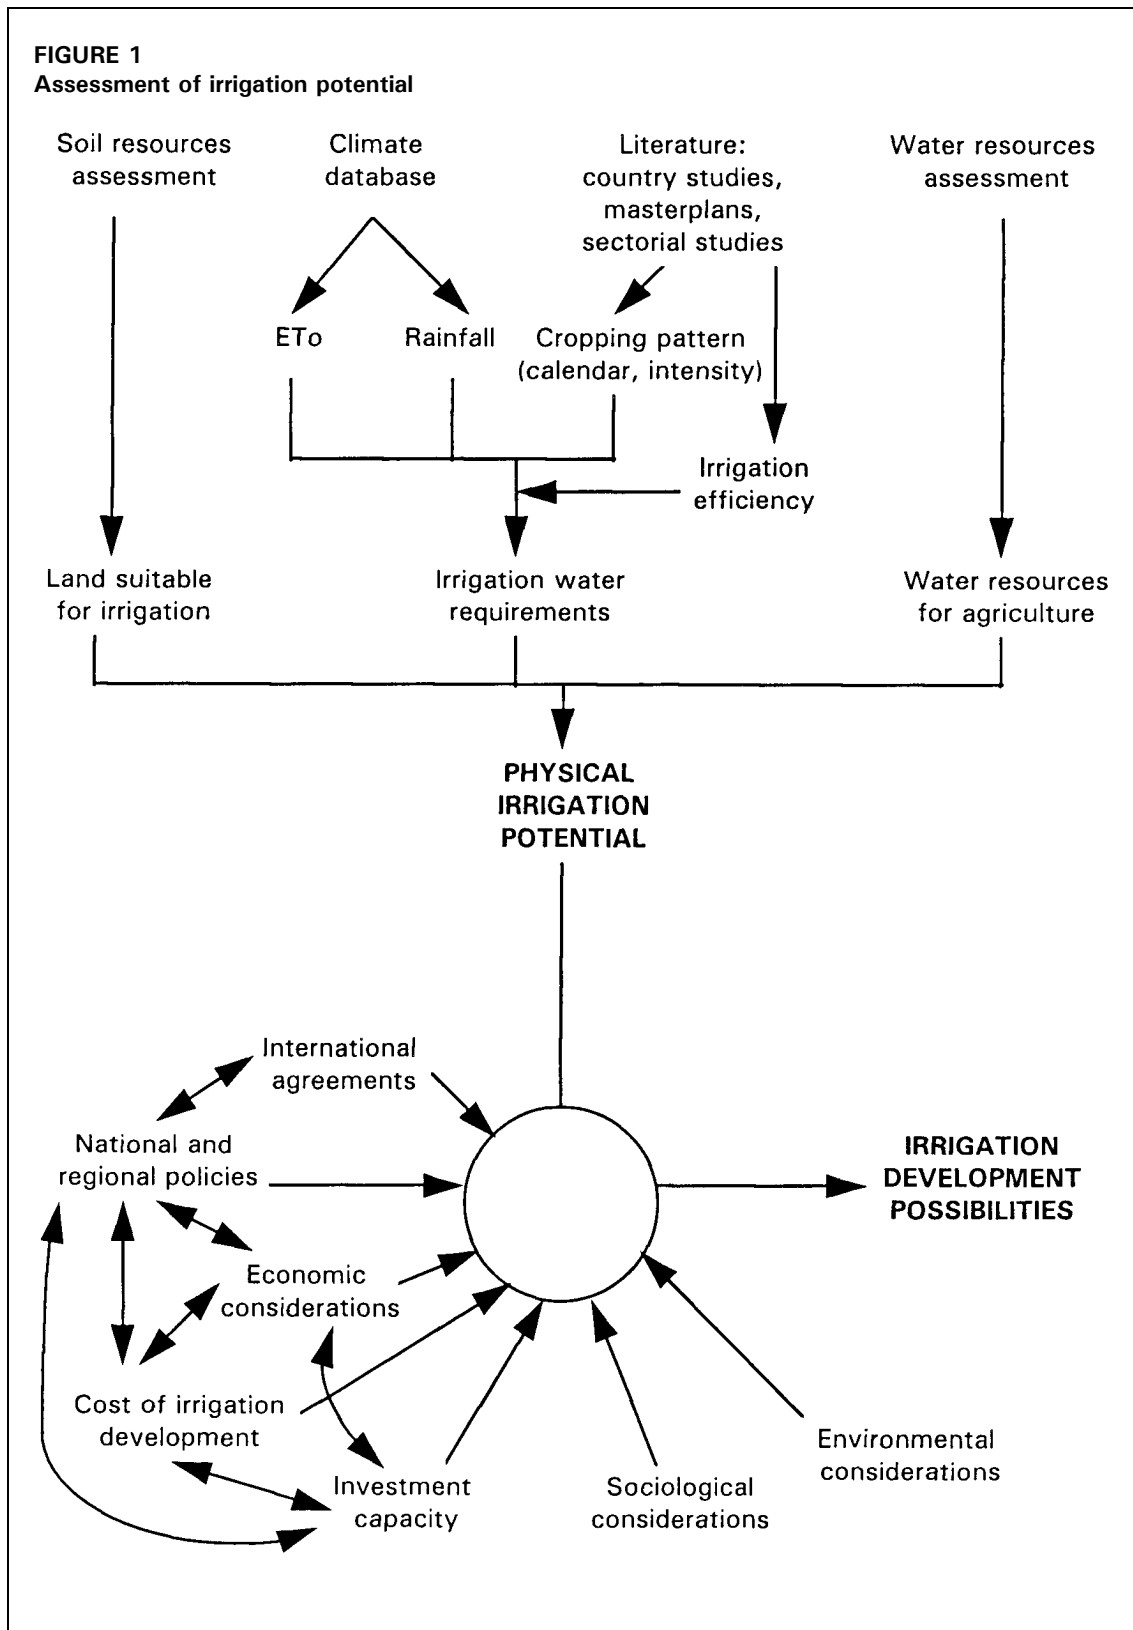 FIGURE 1
Assessment of irrigation potential
Soil resources
assessment
Climate
database
Literature:
country studies,
masterplans,
sectorial studies
Water resources
assessment
ETo
Rainfall
Cropping pattern
(calendar, intensity)
Irrigation
efficiency
Land suitable
for irrigation
Irrigation water
requirements
Water resources
for agriculture
PHYSICAL
IRRIGATION
POTENTIAL
International
agreements
National and
regional policies
IRRIGATION
DEVELOPMENT
POSSIBILITIES
Economic
considerations
Cost of irrigation
development
Investment
capacity
Sociological
considerations
Environmental
considerations